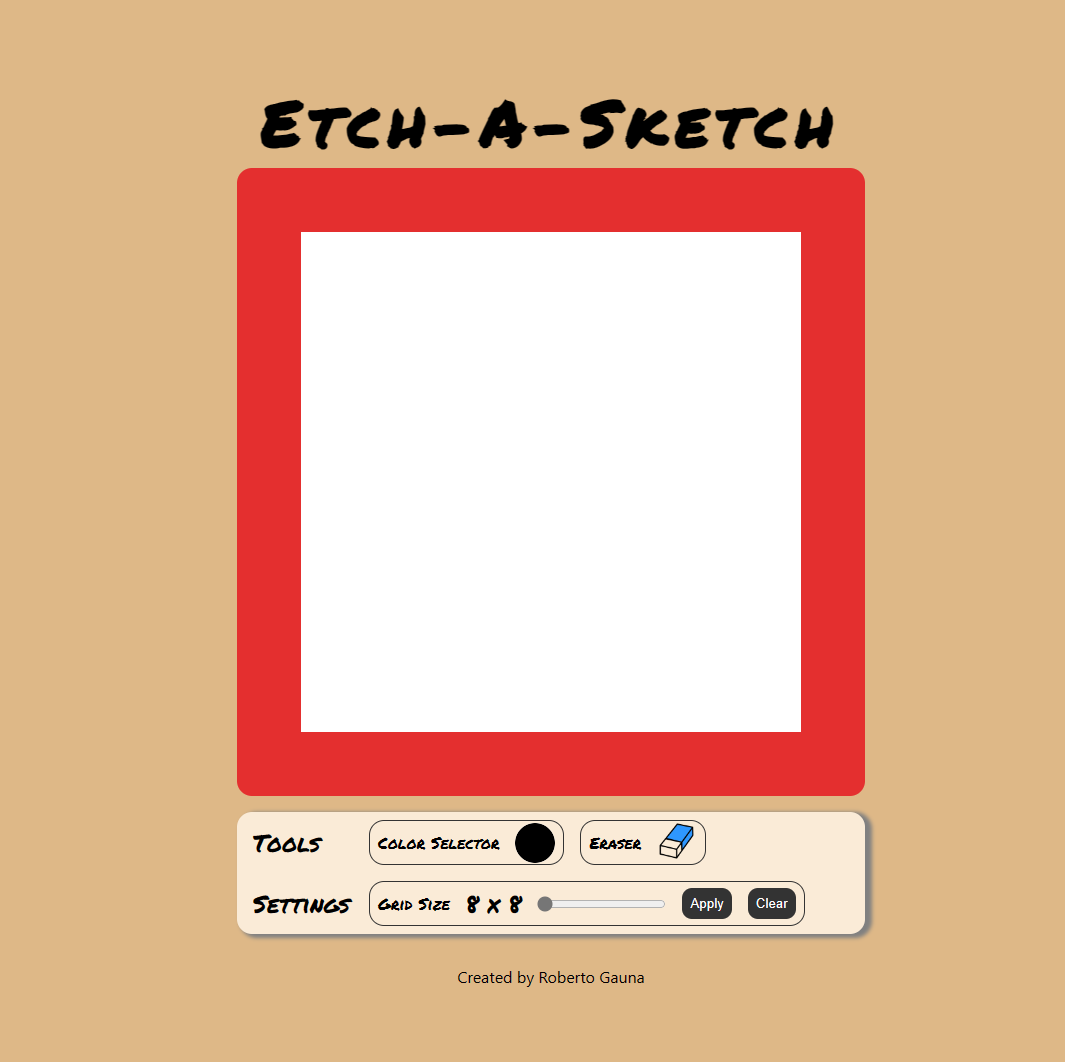 Etch-A-Sketch
Tools Color Selector Eraser
Settings Grid Size 8 x 8 Apply Clear
Created by Roberto Gauna